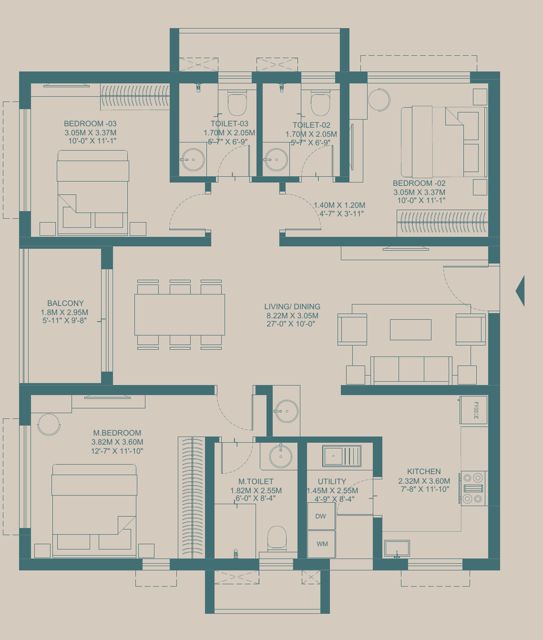 BEDROOM -03
3.05M X 3.37M
10'-0" X 11'-1"
TOILET-03
1.70M X 2.05M
5'-7" X 6'-9"
TOILET-02
1.70M X 2.05M
5'-7" X 6'-9"
BEDROOM -02
3.05M X 3.37M
10'-0" X 11'-1"
1.40M X 1.20M
4'-7" X 3'-11"
BALCONY
1.8M X 2.95M
5'-11" X 9'-8"
LIVING/ DINING
8.22M X 3.05M
27'-0" X 10'-0"
M.BEDROOM
3.82M X 3.60M
12'-7" X 11'-10"
M.TOILET
1.82M X 2.55M
6'-0" X 8'-4"
UTILITY
1.45M X 2.55M
4'-9" X 8'-4"
DW
WM
KITCHEN
2.32M X 3.60M
7'-8" X 11'-10"